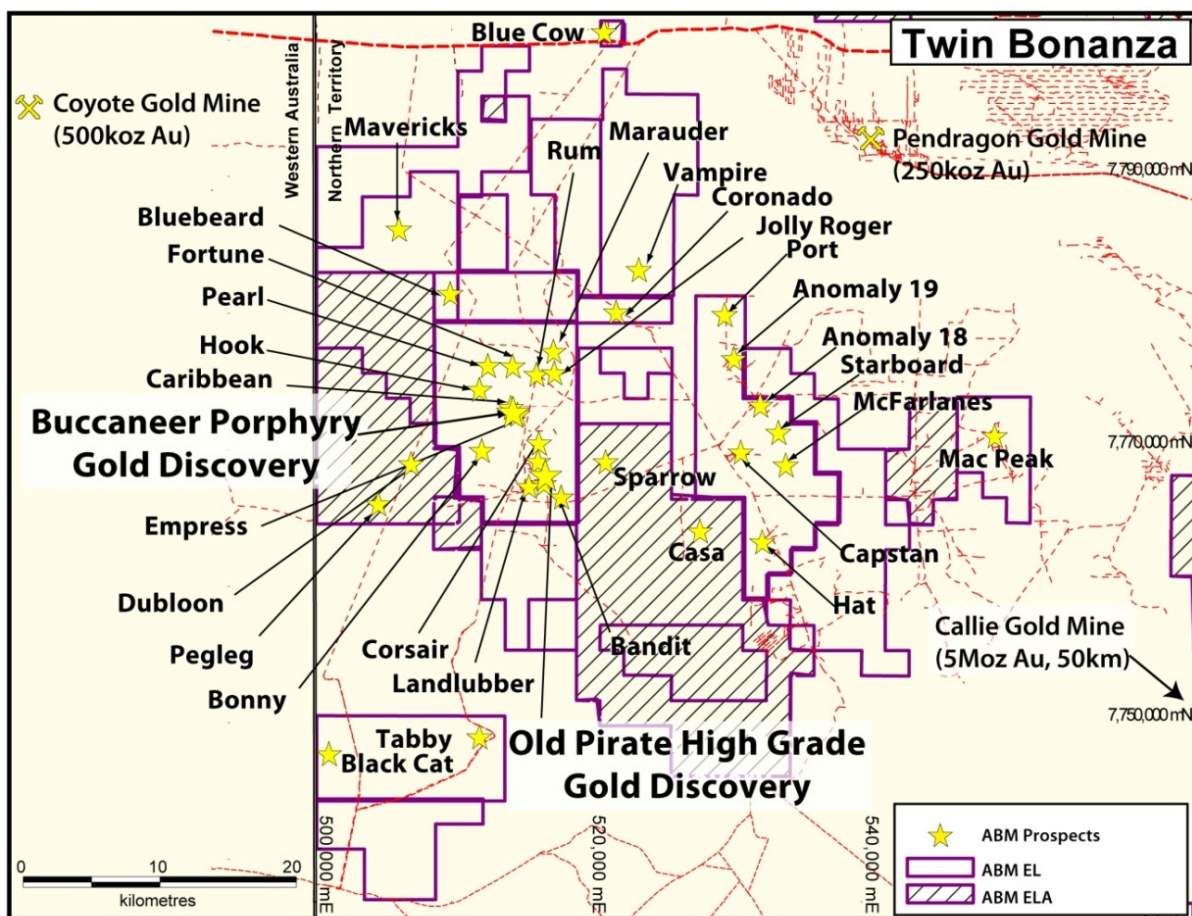 Blue Cow
Twin Bonanza
Western Australia
Northern Territory
Coyote Gold Mine
(500koz Au)
Mavericks
Marauder
Rum
Pendragon Gold Mine
(250koz Au)
7,790,000 mN
Vampire
Coronado
Bluebeard
Jolly Roger
Port
Fortune
Pearl
Anomaly 19
Hook
Anomaly 18
Starboard
Caribbean
McFarlanes
Buccaneer Porphyry
Gold Discovery
7,770,000 mN
Mac Peak
Sparrow
Empress
Casa
Capstan
Dubloon
Hat
Callie Gold Mine
(5Moz Au, 50km)
Pegleg
Corsair
Bandit
Bonny
Landlubber
7,750,000 mN
Tabby
Black Cat
Old Pirate High Grade
Gold Discovery
500,000 mE
520,000 mE
540,000 mE
ABM Prospects
ABM EL
ABM ELA
0 10 20
kilometres